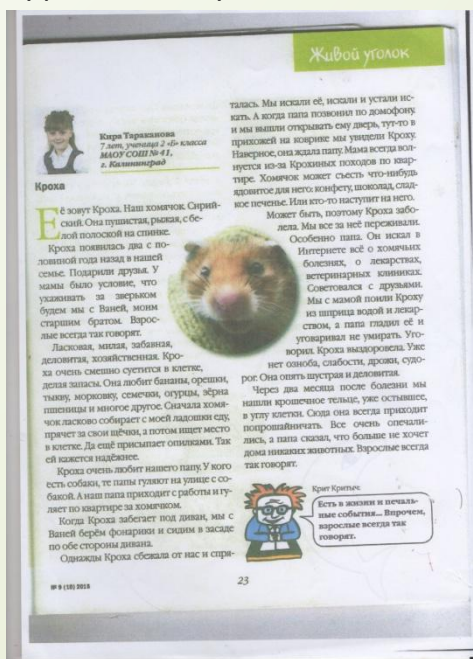 Живой уголок
Кира Тараканова
7 лет, ученица 2 «Б» класса
МАОУ СОШ № 41,
г. Калининград
Кроха
Её зовут Кроха. Наш хомячок. Сирий-
ский. Она пушистая, рыжая, с бе-
лой полоской на спинке.
Кроха появилась два с по-
ловиной года назад в нашей
семье. Подарили друзья. У
мамы было условие, что
ухаживать за зверьком
будем мы с Ваней, моим
старшим братом. Взрос-
лые всегда так говорят.
Ласковая, милая, забавная,
деловитая, хозяйственная. Кро-
ха очень смешно суетится в клетке,
делая запасы. Она любит бананы, орешки,
тыкву, морковку, семечки, огурцы, зёрна
пшеницы и многое другое. Сначала хомя-
чок ласково собирает с моей ладошки еду,
прячет за свои щёчки, а потом ищет место
в клетке. Да ещё присыпает опилками. Так
ей кажется надёжнее.
Кроха очень любит нашего папу. У кого
есть собаки, те папы гуляют на улице с со-
бакой. А наш папа приходит с работы и гу-
ляет по квартире за хомячком.
Когда Кроха забегает под диван, мы с
Ваней берём фонарики и сидим в засаде
по обе стороны дивана.
Однажды Кроха сбежала от нас и спря-
талась. Мы искали её, искали и устали ис-
кать. А когда папа позвонил по домофону
и мы вышли открывать ему дверь, тут-то в
прихожей на коврике мы увидели Кроху.
Наверное, она ждала папу. Мама всегда вол-
нуется из-за Крохиных походов по квар-
тире. Хомячок может съесть что-нибудь
ядовитое для него: конфету, шоколад, слад-
кое печенье. Или кто-то наступит на него.
Может быть, поэтому Кроха забо-
лела. Мы все за неё переживали.
Особенно папа. Он искал в
Интернете всё о хомячьих
болезнях, о лекарствах,
ветеринарных клиниках.
Советовался с друзьями.
Мы с мамой поили Кроху
из шприца водой и лекар-
ством, а папа гладил её и
уговаривал не умирать. Уго-
ворил. Кроха выздоровела. Уже
нет озноба, слабости, дрожи, судо-
рог. Она опять шустрая и деловитая.
Через два месяца после болезни мы
нашли крошечное тельце, уже остывшее,
в углу клетки. Сюда она всегда приходит
попрошайничать. Все очень опечали-
лись, а папа сказал, что больше не хочет
дома никаких животных. Взрослые всегда
так говорят.
Крит Критыч:
Есть в жизни и печаль-
ные события... Впрочем,
взрослые всегда так
говорят.
23